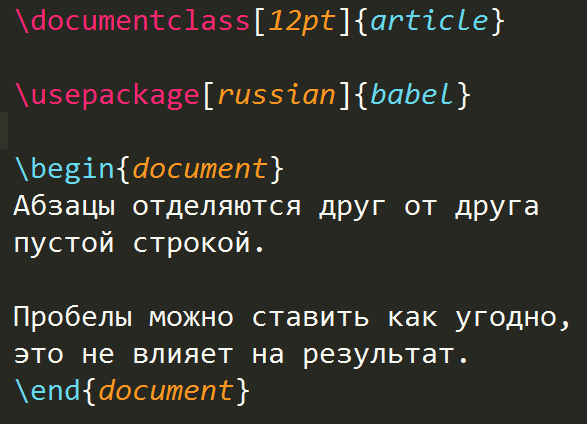 \documentclass[12pt]{article}
\usepackage[russian]{babel}
\begin{document}
Абзацы отделяются друг от друга
пустой строкой.
Пробелы можно ставить как угодно,
это не влияет на результат.
\end{document}